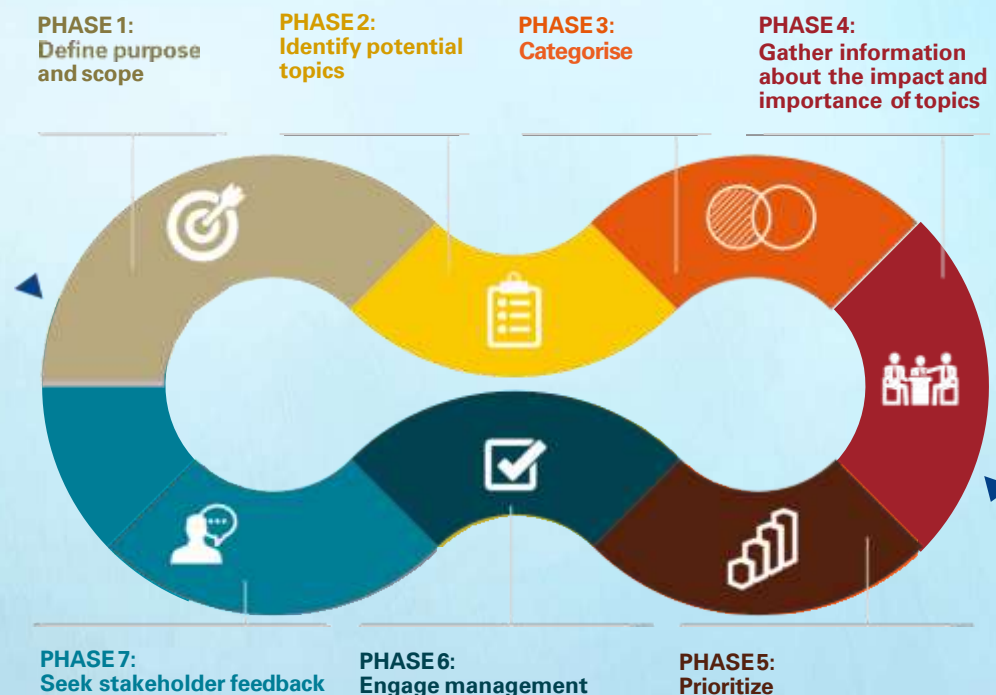 PHASE 1:
Define purpose
and scope
PHASE 2:
Identify potential
topics
PHASE 3:
Categorise
PHASE 4:
Gather information
about the impact and
importance of topics
PHASE 7:
Seek stakeholder feedback
PHASE 6:
Engage management
PHASE 5:
Prioritize